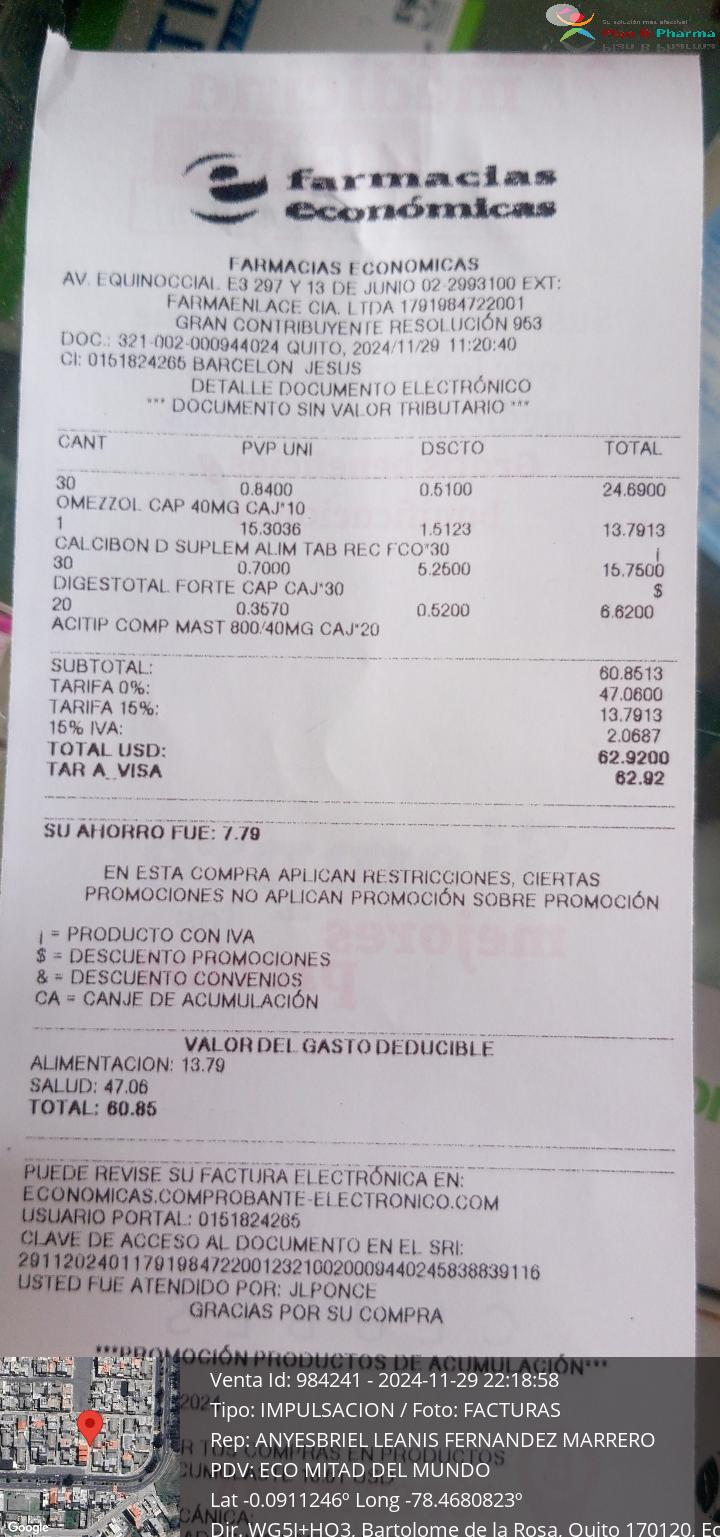 Su solución más efectiva!
Plan B Pharma
farmacias
económicas
FARMACIAS ECONOMICAS
AV. EQUINOCCIAL E3 297 Y 13 DE JUNIO 02-2993100 EXT:
FARMAENLACE CIA. LTDA 1791984722001
GRAN CONTRIBUYENTE RESOLUCIÓN 953
DOC.: 321-002-000944024 QUITO, 2024/11/29 11:20:40
CI: 0151824265 BARCELON JESUS
DETALLE DOCUMENTO ELECTRÓNICO
*** DOCUMENTO SIN VALOR TRIBUTARIO ***
CANT PVP UNI DSCTO TOTAL
30 0.8400 0.5100 24.6900
OMEZZOL CAP 40MG CAJ*10
1 15.3036 1.5123 13.7913
CALCIBON D SUPLEM ALIM TAB REC FCO*30 ¡
30 0.7000 5.2500 15.7500
DIGESTOTAL FORTE CAP CAJ*30 $
20 0.3570 0.5200 6.6200
ACITIP COMP MAST 800/40MG CAJ*20
SUBTOTAL: 60.8513
TARIFA 0%: 47.0600
TARIFA 15%: 13.7913
15% IVA: 2.0687
TOTAL USD: 62.9200
TAR A_VISA 62.92
SU AHORRO FUE: 7.79
EN ESTA COMPRA APLICAN RESTRICCIONES, CIERTAS
PROMOCIONES NO APLICAN PROMOCIÓN SOBRE PROMOCIÓN
¡ = PRODUCTO CON IVA
$ = DESCUENTO PROMOCIONES
& = DESCUENTO CONVENIOS
CA = CANJE DE ACUMULACIÓN
VALOR DEL GASTO DEDUCIBLE
ALIMENTACION: 13.79
SALUD: 47.06
TOTAL: 60.85
PUEDE REVISE SU FACTURA ELECTRÓNICA EN:
ECONOMICAS.COMPROBANTE-ELECTRONICO.COM
USUARIO PORTAL: 0151824265
CLAVE DE ACCESO AL DOCUMENTO EN EL SRI:
2911202401179198472200123210020009440245838839116
USTED FUE ATENDIDO POR: JLPONCE
GRACIAS POR SU COMPRA
***PROMOCIÓN PRODUCTOS DE ACUMULACIÓN***
Venta Id: 984241 - 2024-11-29 22:18:58
Tipo: IMPULSACION / Foto: FACTURAS
Rep: ANYESBRIEL LEANIS FERNANDEZ MARRERO
PDV: ECO MITAD DEL MUNDO
Lat -0.0911246º Long -78.4680823º
Dir. WG5J+HQ3, Bartolome de la Rosa, Quito 170120, E
Google